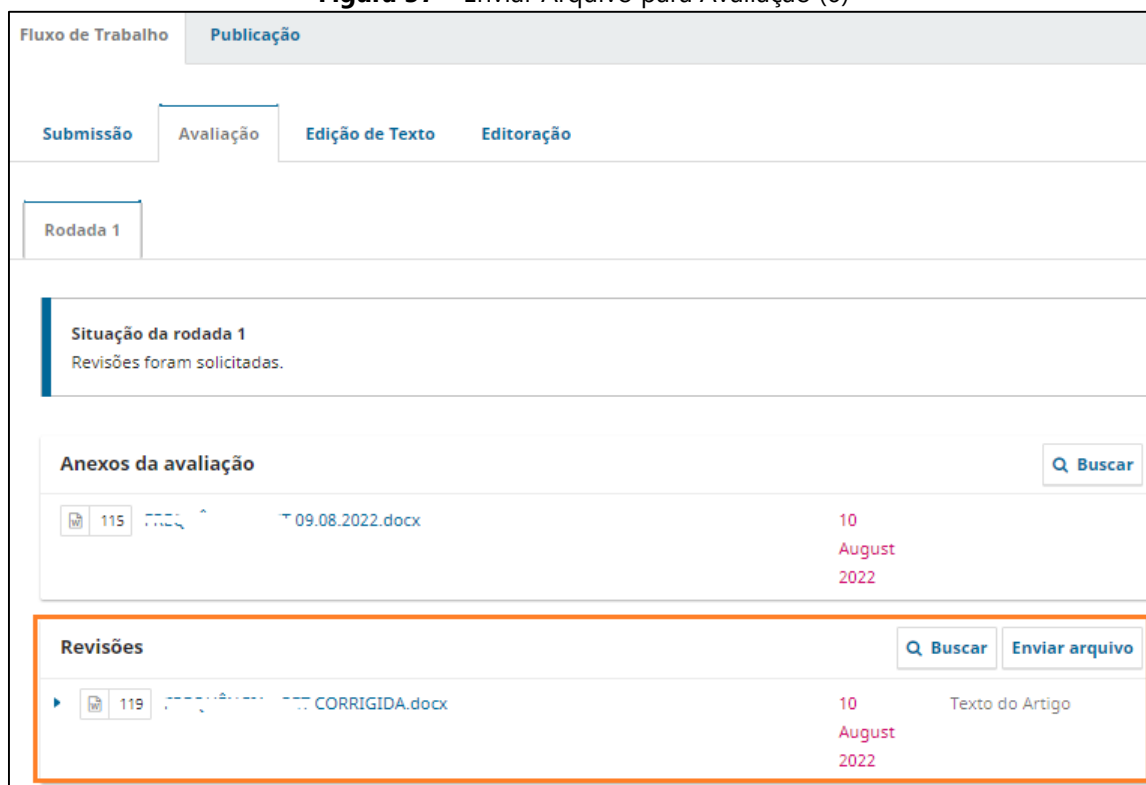 Enviar Arquivo para Avaliação
Fluxo de Trabalho Publicação
Submissão Avaliação Edição de Texto Editoração
Rodada 1
Situação da rodada 1
Revisões foram solicitadas.
Anexos da avaliação Buscar
115 09.08.2022.docx 10
August
2022
Revisões Buscar Enviar arquivo
119 CORRIGIDA.docx 10 Texto do Artigo
August
2022